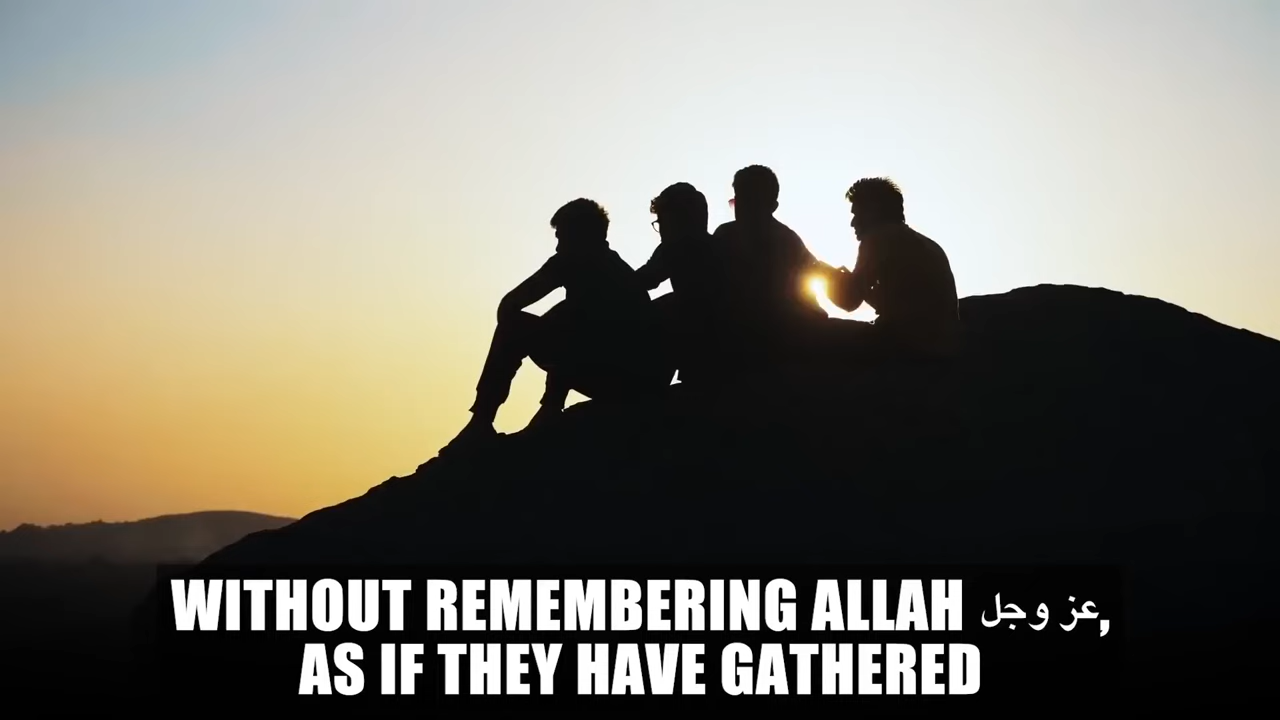 WITHOUT REMEMBERING ALLAH عز وجل,
AS IF THEY HAVE GATHERED